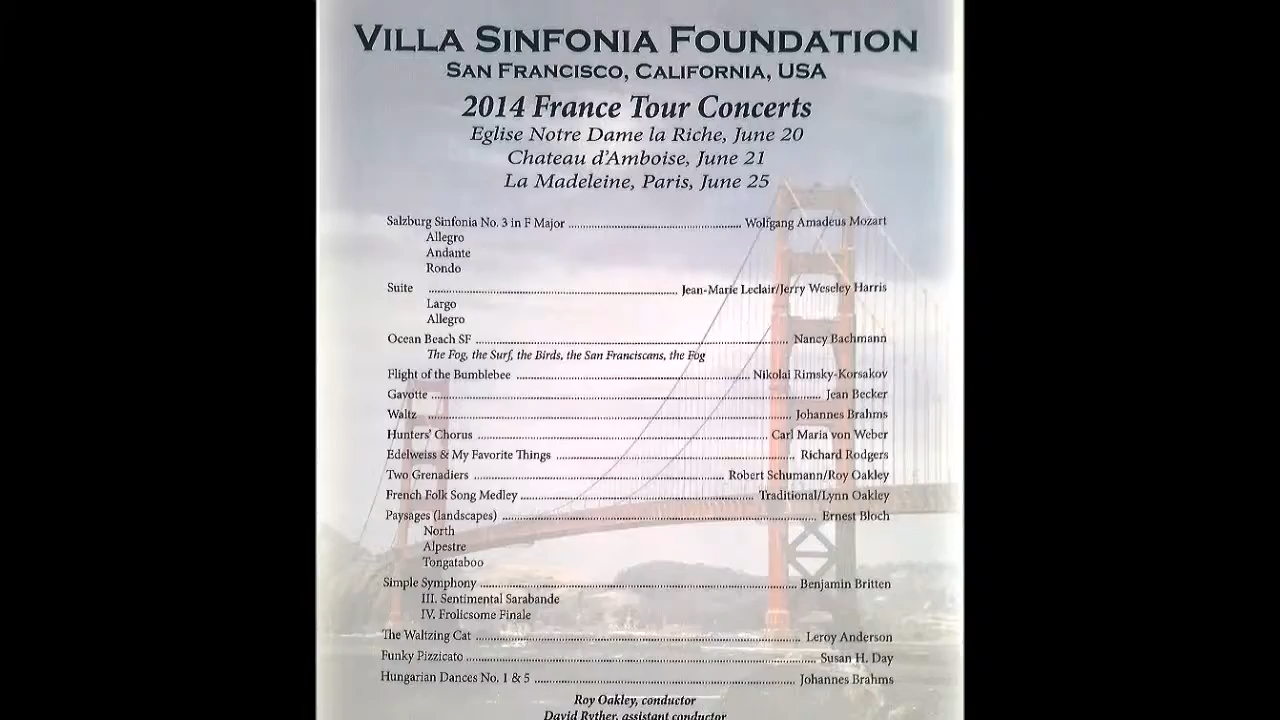 VILLA SINFONIA FOUNDATION
SAN FRANCISCO, CALIFORNIA, USA
2014 France Tour Concerts
Eglise Notre Dame la Riche, June 20
Chateau d'Amboise, June 21
La Madeleine, Paris, June 25
Salzburg Sinfonia No. 3 in F Major ........ Wolfgang Amadeus Mozart
Allegro
Andante
Rondo
Suite ........ Jean-Marie Leclair/Jerry Weseley Harris
Largo
Allegro
Ocean Beach SF ........ Nancy Bachmann
The Fog, the Surf, the Birds, the San Franciscans, the Fog
Flight of the Bumblebee ........ Nikolai Rimsky-Korsakov
Gavotte ........ Jean Becker
Waltz ........ Johannes Brahms
Hunters' Chorus ........ Carl Maria von Weber
Edelweiss & My Favorite Things ........ Richard Rodgers
Two Grenadiers ........ Robert Schumann/Roy Oakley
French Folk Song Medley ........ Traditional/Lynn Oakley
Paysages (landscapes) ........ Ernest Bloch
North
Alpestre
Tongataboo
Simple Symphony ........ Benjamin Britten
III. Sentimental Sarabande
IV. Frolicsome Finale
The Waltzing Cat ........ Leroy Anderson
Funky Pizzicato ........ Susan H. Day
Hungarian Dances No. 1 & 5 ........ Johannes Brahms
Roy Oakley, conductor
David Ryther, assistant conductor